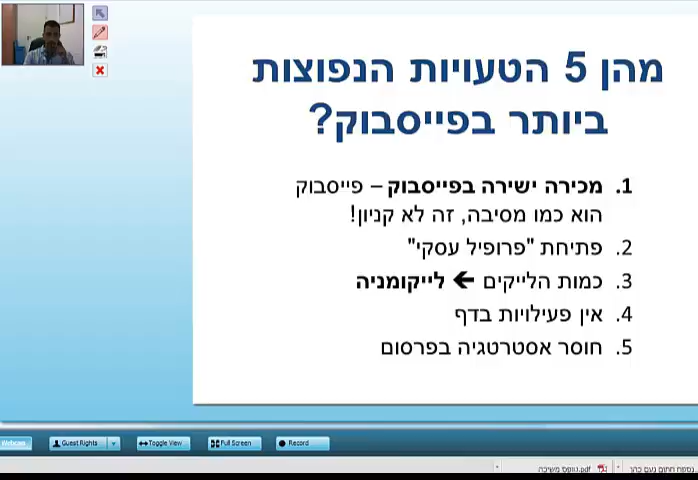 מהן 5 הטעויות הנפוצות
ביותר בפייסבוק?
1. מכירה ישירה בפייסבוק – פייסבוק
הוא כמו מסיבה, זה לא קניון!
2. פתיחת "פרופיל עסקי"
3. כמות הלייקים ← לייקומניה
4. אין פעילויות בדף
5. חוסר אסטרטגיה בפרסום
Webcam Guest Rights Toggle View Full Screen Record